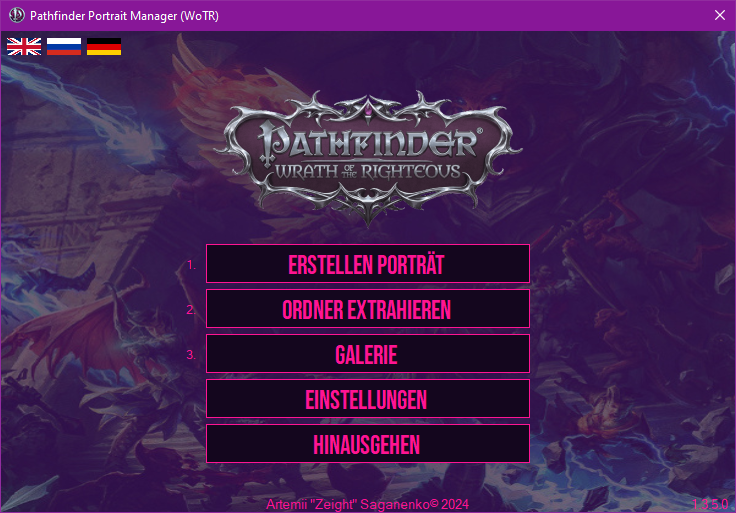 Pathfinder Portrait Manager (WoTR)
PATHFINDER®
WRATH OF THE RIGHTEOUS
1. ERSTELLEN PORTRÄT
2. ORDNER EXTRAHIEREN
3. GALERIE
EINSTELLUNGEN
HINAUSGEHEN
Artemii "Zeight" Saganenko© 2024
1.3.5.0